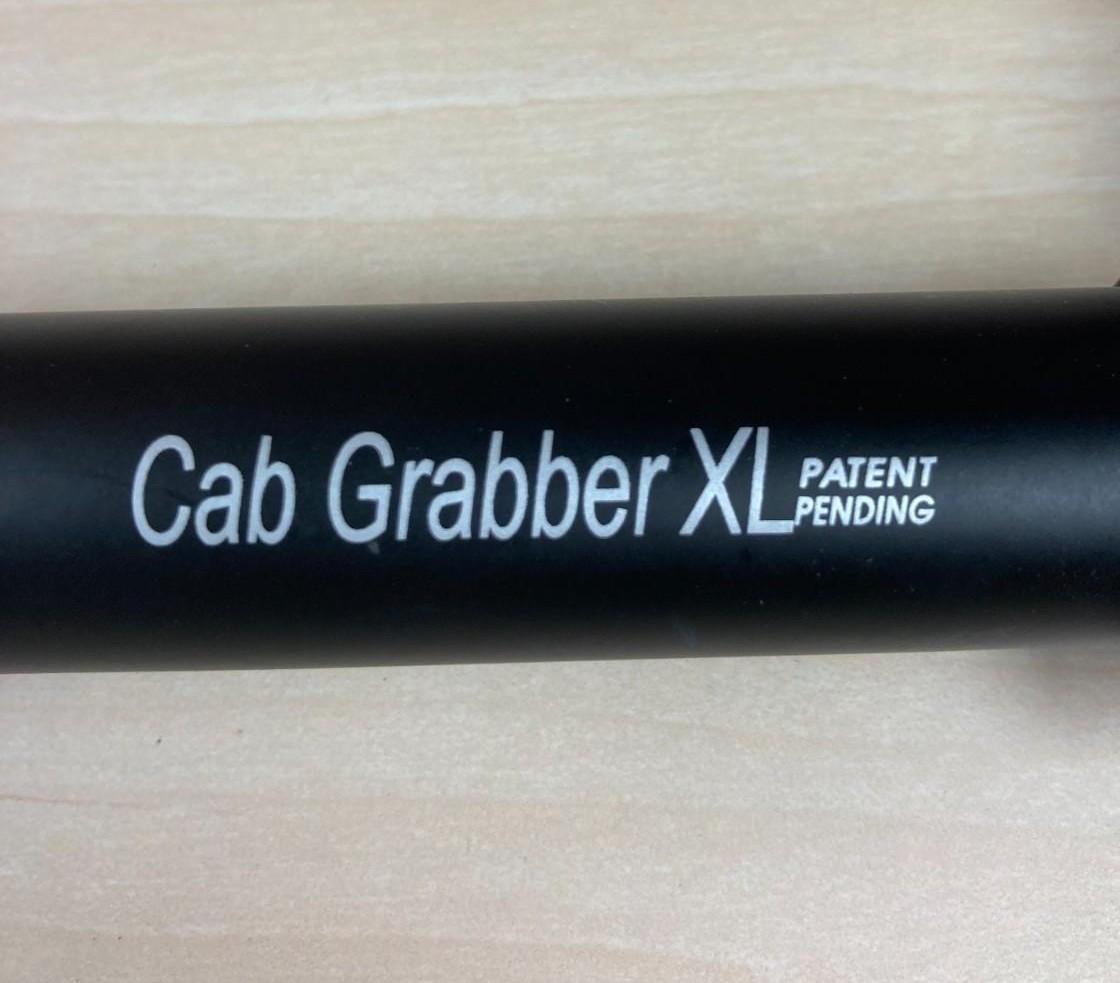 Cab Grabber XL
PATENT
PENDING